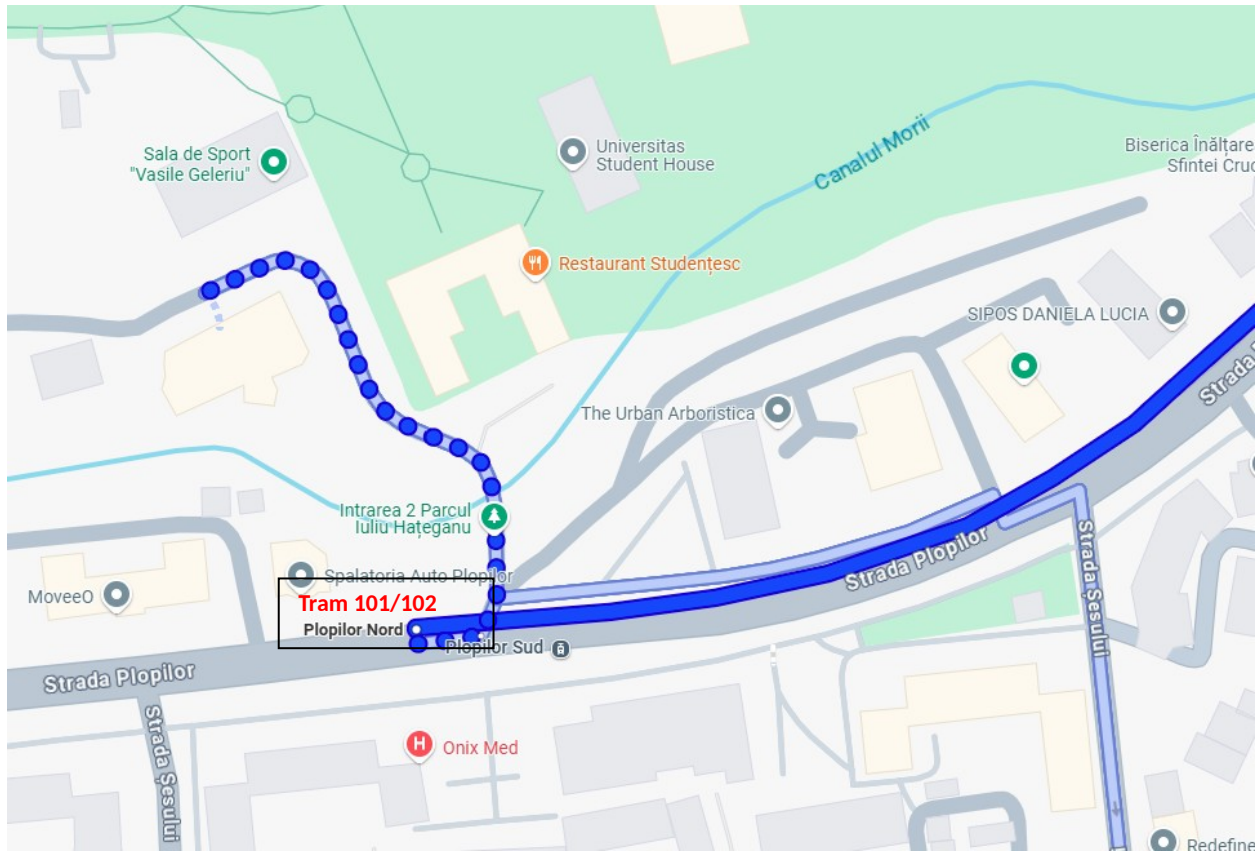 Sala de Sport
"Vasile Geleriu"
Universitas
Student House
Canalul Morii
Biserica Înălțare
Sfintei Cruc
Restaurant Studențesc
SIPOS DANIELA LUCIA
The Urban Arboristica
Strada P
Intrarea 2 Parcul
Iuliu Hațeganu
Strada Plopilor
Strada Șesului
Spalatoria Auto Plopilor
MoveeO
Tram 101/102
Plopilor Nord
Plopilor Sud
Strada Plopilor
Strada Șesului
Onix Med
Redefine